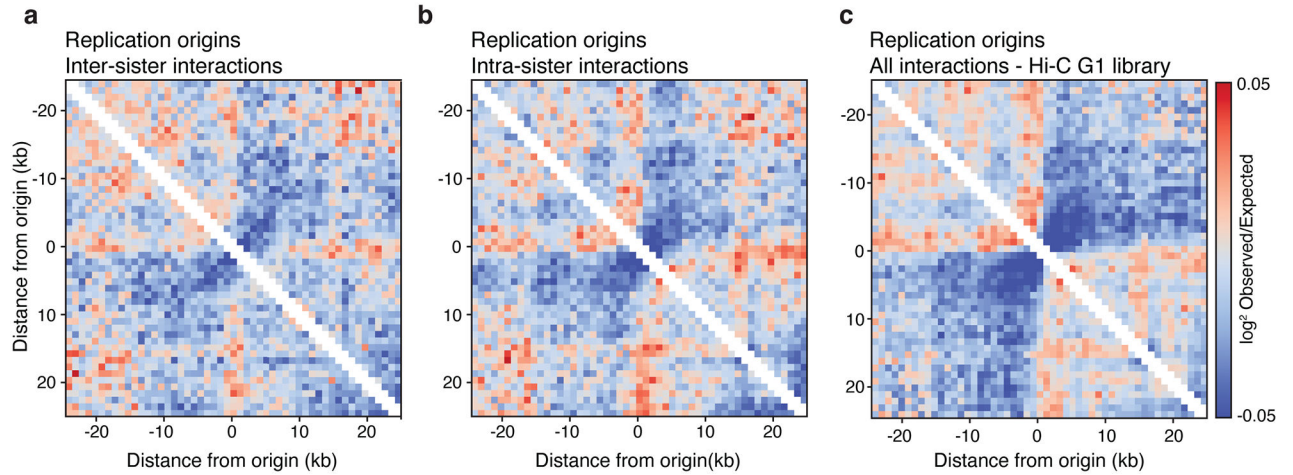 a
Replication origins
Inter-sister interactions
-20
-10
0
10
20
Distance from origin (kb)
-20 -10 0 10 20
Distance from origin (kb)
b
Replication origins
Intra-sister interactions
-20
-10
0
10
20
-20 -10 0 10 20
Distance from origin(kb)
c
Replication origins
All interactions - Hi-C G1 library
-20
-10
0
10
20
-20 -10 0 10 20
Distance from origin (kb)
0.05
log² Observed/Expected
-0.05